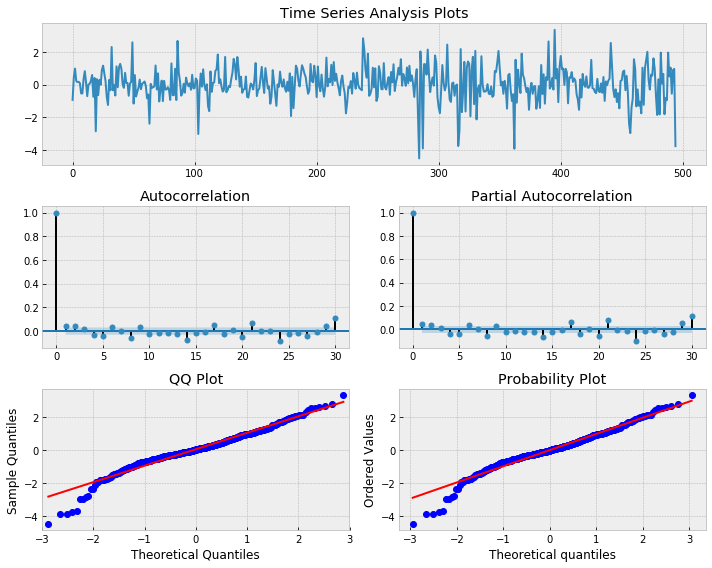 Time Series Analysis Plots
2
0
−2
−4
0 100 200 300 400 500
Autocorrelation
1.0
0.8
0.6
0.4
0.2
0.0
0 5 10 15 20 25 30
Partial Autocorrelation
1.0
0.8
0.6
0.4
0.2
0.0
0 5 10 15 20 25 30
QQ Plot
Sample Quantiles
2
0
−2
−4
−3 −2 −1 0 1 2 3
Theoretical Quantiles
Probability Plot
Ordered Values
2
0
−2
−4
−3 −2 −1 0 1 2 3
Theoretical quantiles